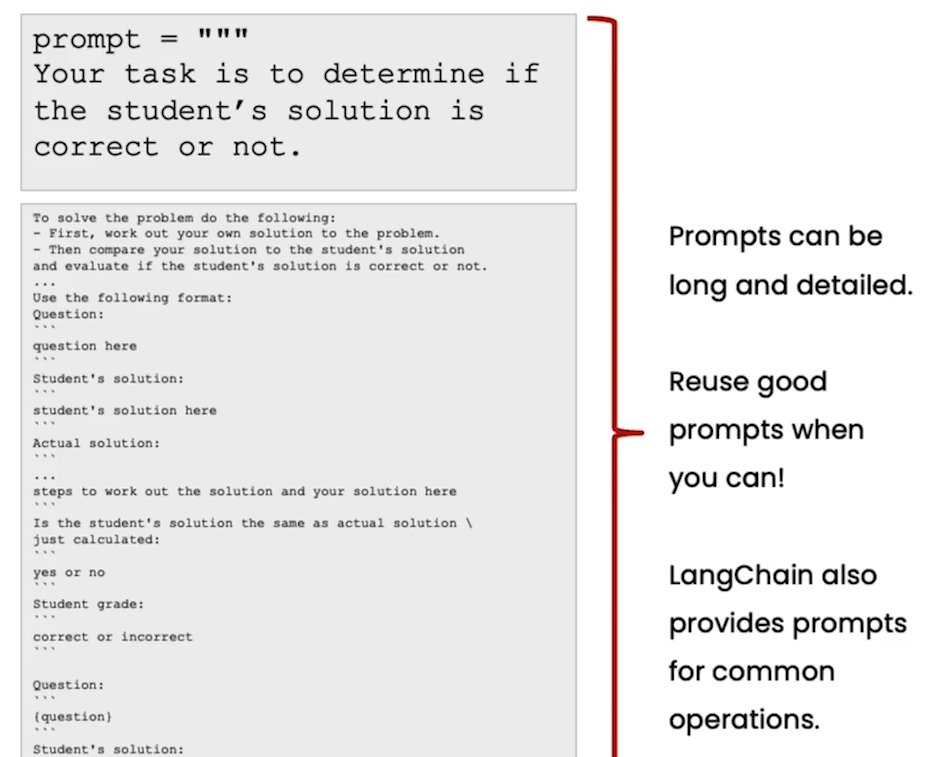 prompt = """
Your task is to determine if
the student’s solution is
correct or not.
To solve the problem do the following:
- First, work out your own solution to the problem.
- Then compare your solution to the student's solution
and evaluate if the student's solution is correct or not.
...
Use the following format:
Question:
```
question here
```
Student's solution:
```
student's solution here
```
Actual solution:
```
...
steps to work out the solution and your solution here
```
Is the student's solution the same as actual solution \
just calculated:
```
yes or no
```
Student grade:
```
correct or incorrect
```
Question:
```
{question}
```
Student's solution:
Prompts can be
long and detailed.
Reuse good
prompts when
you can!
LangChain also
provides prompts
for common
operations.